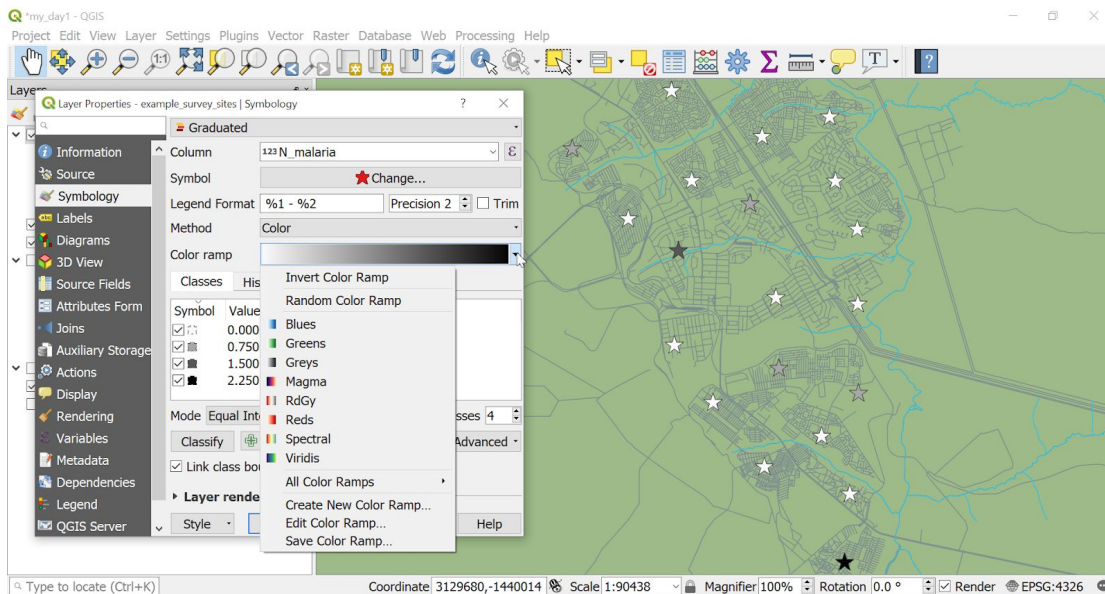 *my_day1 - QGIS
Project Edit View Layer Settings Plugins Vector Raster Database Web Processing Help
1:1
T
?
Layers
Layer Properties - example_survey_sites | Symbology ?
Information
Source
Symbology
Labels
Diagrams
3D View
Source Fields
Attributes Form
Joins
Auxiliary Storage
Actions
Display
Rendering
Variables
Metadata
Dependencies
Legend
QGIS Server
Graduated
Column 123 N_malaria ε
Symbol Change...
Legend Format %1 - %2 Precision 2 Trim
Method Color
Color ramp
Classes His
Symbol Value
0.000
0.750
1.500
2.250
Mode Equal Int sses 4
Classify Advanced
Link class bou
Layer rende
Style Help
Invert Color Ramp
Random Color Ramp
Blues
Greens
Greys
Magma
RdGy
Reds
Spectral
Viridis
All Color Ramps
Create New Color Ramp...
Edit Color Ramp...
Save Color Ramp...
Type to locate (Ctrl+K) Coordinate 3129680,-1440014 Scale 1:90438 Magnifier 100% Rotation 0.0 ° Render EPSG:4326